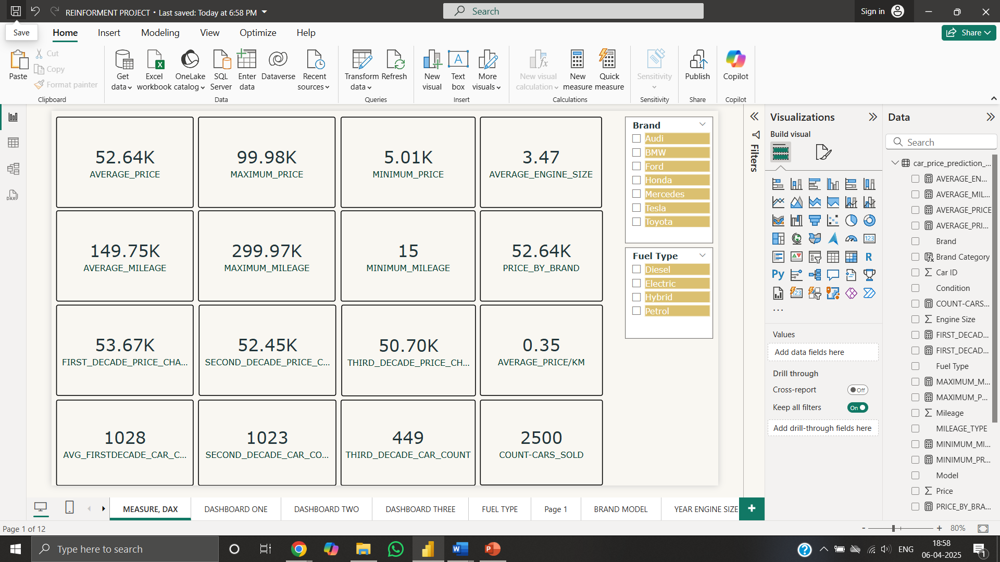 REINFORMENT PROJECT • Last saved: Today at 6:58 PM
Search
Sign in
Save
Home
Insert
Modeling
View
Optimize
Help
Share
Paste
Cut
Copy
Format painter
Clipboard
Get data
Excel workbook
OneLake catalog
SQL Server
Enter data
Dataverse
Recent sources
Data
Transform data
Refresh
Queries
New visual
Text box
More visuals
Insert
New visual calculation
New measure
Quick measure
Calculations
Sensitivity
Sensitivity
Publish
Share
Copilot
Copilot
52.64K
AVERAGE_PRICE
99.98K
MAXIMUM_PRICE
5.01K
MINIMUM_PRICE
3.47
AVERAGE_ENGINE_SIZE
149.75K
AVERAGE_MILEAGE
299.97K
MAXIMUM_MILEAGE
15
MINIMUM_MILEAGE
52.64K
PRICE_BY_BRAND
53.67K
FIRST_DECADE_PRICE_CHA...
52.45K
SECOND_DECADE_PRICE_C...
50.70K
THIRD_DECADE_PRICE_CH...
0.35
AVERAGE_PRICE/KM
1028
AVG_FIRSTDECADE_CAR_C...
1023
SECOND_DECADE_CAR_CO...
449
THIRD_DECADE_CAR_COUNT
2500
COUNT-CARS_SOLD
Brand
Audi
BMW
Ford
Honda
Mercedes
Tesla
Toyota
Fuel Type
Diesel
Electric
Hybrid
Petrol
Filters
Visualizations
Build visual
Values
Add data fields here
Drill through
Cross-report
Off
Keep all filters
On
Add drill-through fields here
Data
Search
car_price_prediction_...
AVERAGE_EN...
AVERAGE_MIL...
AVERAGE_PRICE
AVERAGE_PRI...
Brand
Brand Category
Car ID
Condition
COUNT-CARS...
Engine Size
FIRST_DECAD...
FIRST_DECAD...
Fuel Type
MAXIMUM_M...
MAXIMUM_P...
Mileage
MILEAGE_TYPE
MINIMUM_MI...
MINIMUM_PR...
Model
Price
PRICE_BY_BRA...
MEASURE, DAX
DASHBOARD ONE
DASHBOARD TWO
DASHBOARD THREE
FUEL TYPE
Page 1
BRAND MODEL
YEAR ENGINE SIZE
Page 1 of 12
80%
Type here to search
ENG
18:58
06-04-2025
1